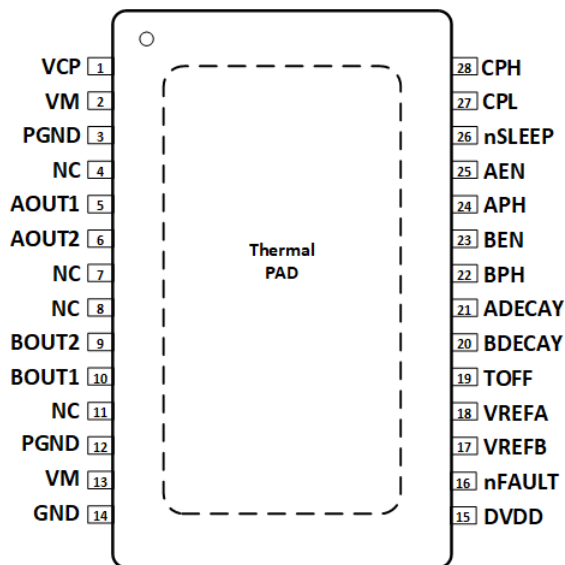 VCP 1
VM 2
PGND 3
NC 4
AOUT1 5
AOUT2 6
NC 7
NC 8
BOUT2 9
BOUT1 10
NC 11
PGND 12
VM 13
GND 14
Thermal
PAD
28 CPH
27 CPL
26 nSLEEP
25 AEN
24 APH
23 BEN
22 BPH
21 ADECAY
20 BDECAY
19 TOFF
18 VREFA
17 VREFB
16 nFAULT
15 DVDD